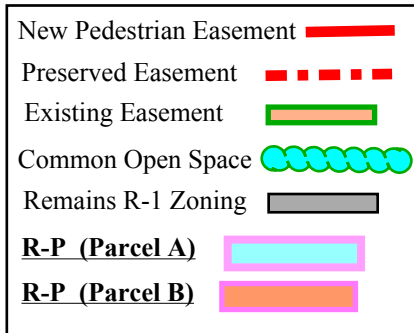 New Pedestrian Easement
Preserved Easement
Existing Easement
Common Open Space
Remains R-1 Zoning
R-P (Parcel A)
R-P (Parcel B)